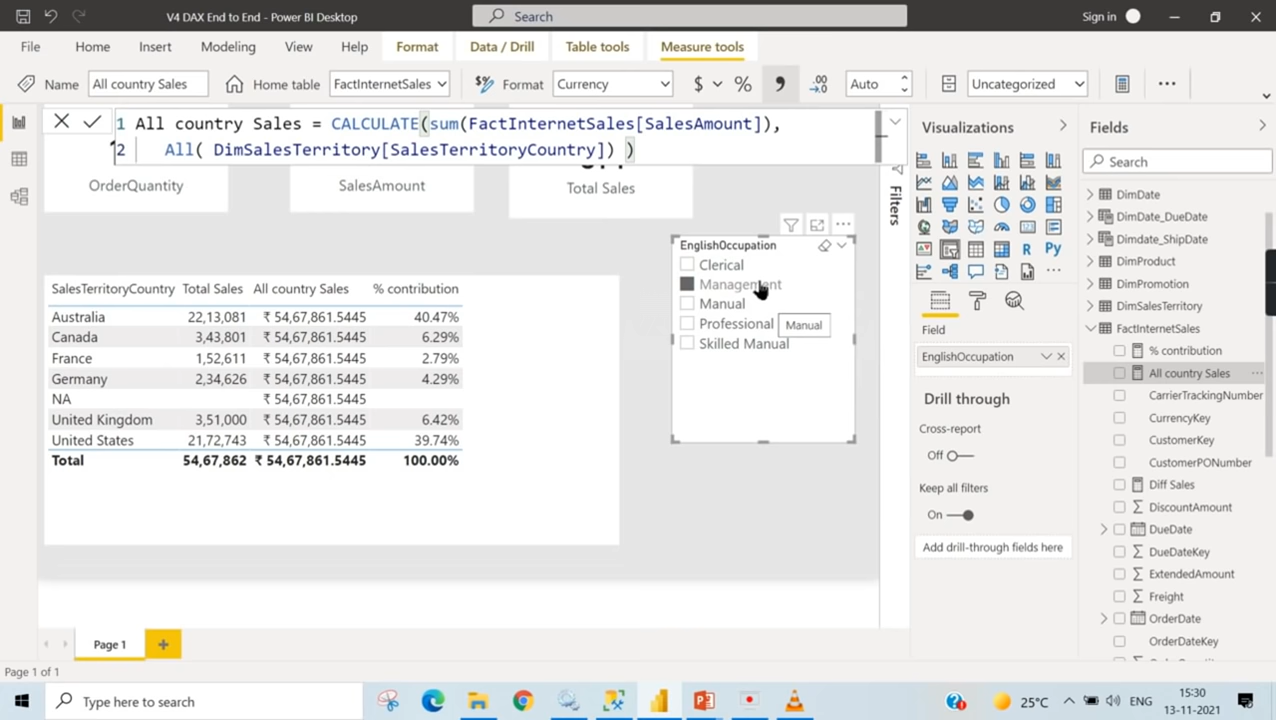 V4 DAX End to End - Power BI Desktop
Search
Sign in
File
Home
Insert
Modeling
View
Help
Format
Data / Drill
Table tools
Measure tools
Name
All country Sales
Home table
FactInternetSales
Format
Currency
$
%
Auto
Uncategorized
1 All country Sales = CALCULATE(sum(FactInternetSales[SalesAmount]),
2 All( DimSalesTerritory[SalesTerritoryCountry]) )
OrderQuantity
SalesAmount
Total Sales
Filters
EnglishOccupation
Clerical
Management
Manual
Professional
Manual
Skilled Manual
SalesTerritoryCountry Total Sales All country Sales % contribution
Australia 22,13,081 ₹ 54,67,861.5445 40.47%
Canada 3,43,801 ₹ 54,67,861.5445 6.29%
France 1,52,611 ₹ 54,67,861.5445 2.79%
Germany 2,34,626 ₹ 54,67,861.5445 4.29%
NA ₹ 54,67,861.5445
United Kingdom 3,51,000 ₹ 54,67,861.5445 6.42%
United States 21,72,743 ₹ 54,67,861.5445 39.74%
Total 54,67,862 ₹ 54,67,861.5445 100.00%
Visualizations
R
Py
Field
EnglishOccupation
Drill through
Cross-report
Off
Keep all filters
On
Add drill-through fields here
Fields
Search
DimDate
DimDate_DueDate
Dimdate_ShipDate
DimProduct
DimPromotion
DimSalesTerritory
FactInternetSales
% contribution
All country Sales
CarrierTrackingNumber
CurrencyKey
CustomerKey
CustomerPONumber
Diff Sales
DiscountAmount
DueDate
DueDateKey
ExtendedAmount
Freight
OrderDate
OrderDateKey
Page 1
Page 1 of 1
Type here to search
25°C
ENG
15:30
13-11-2021